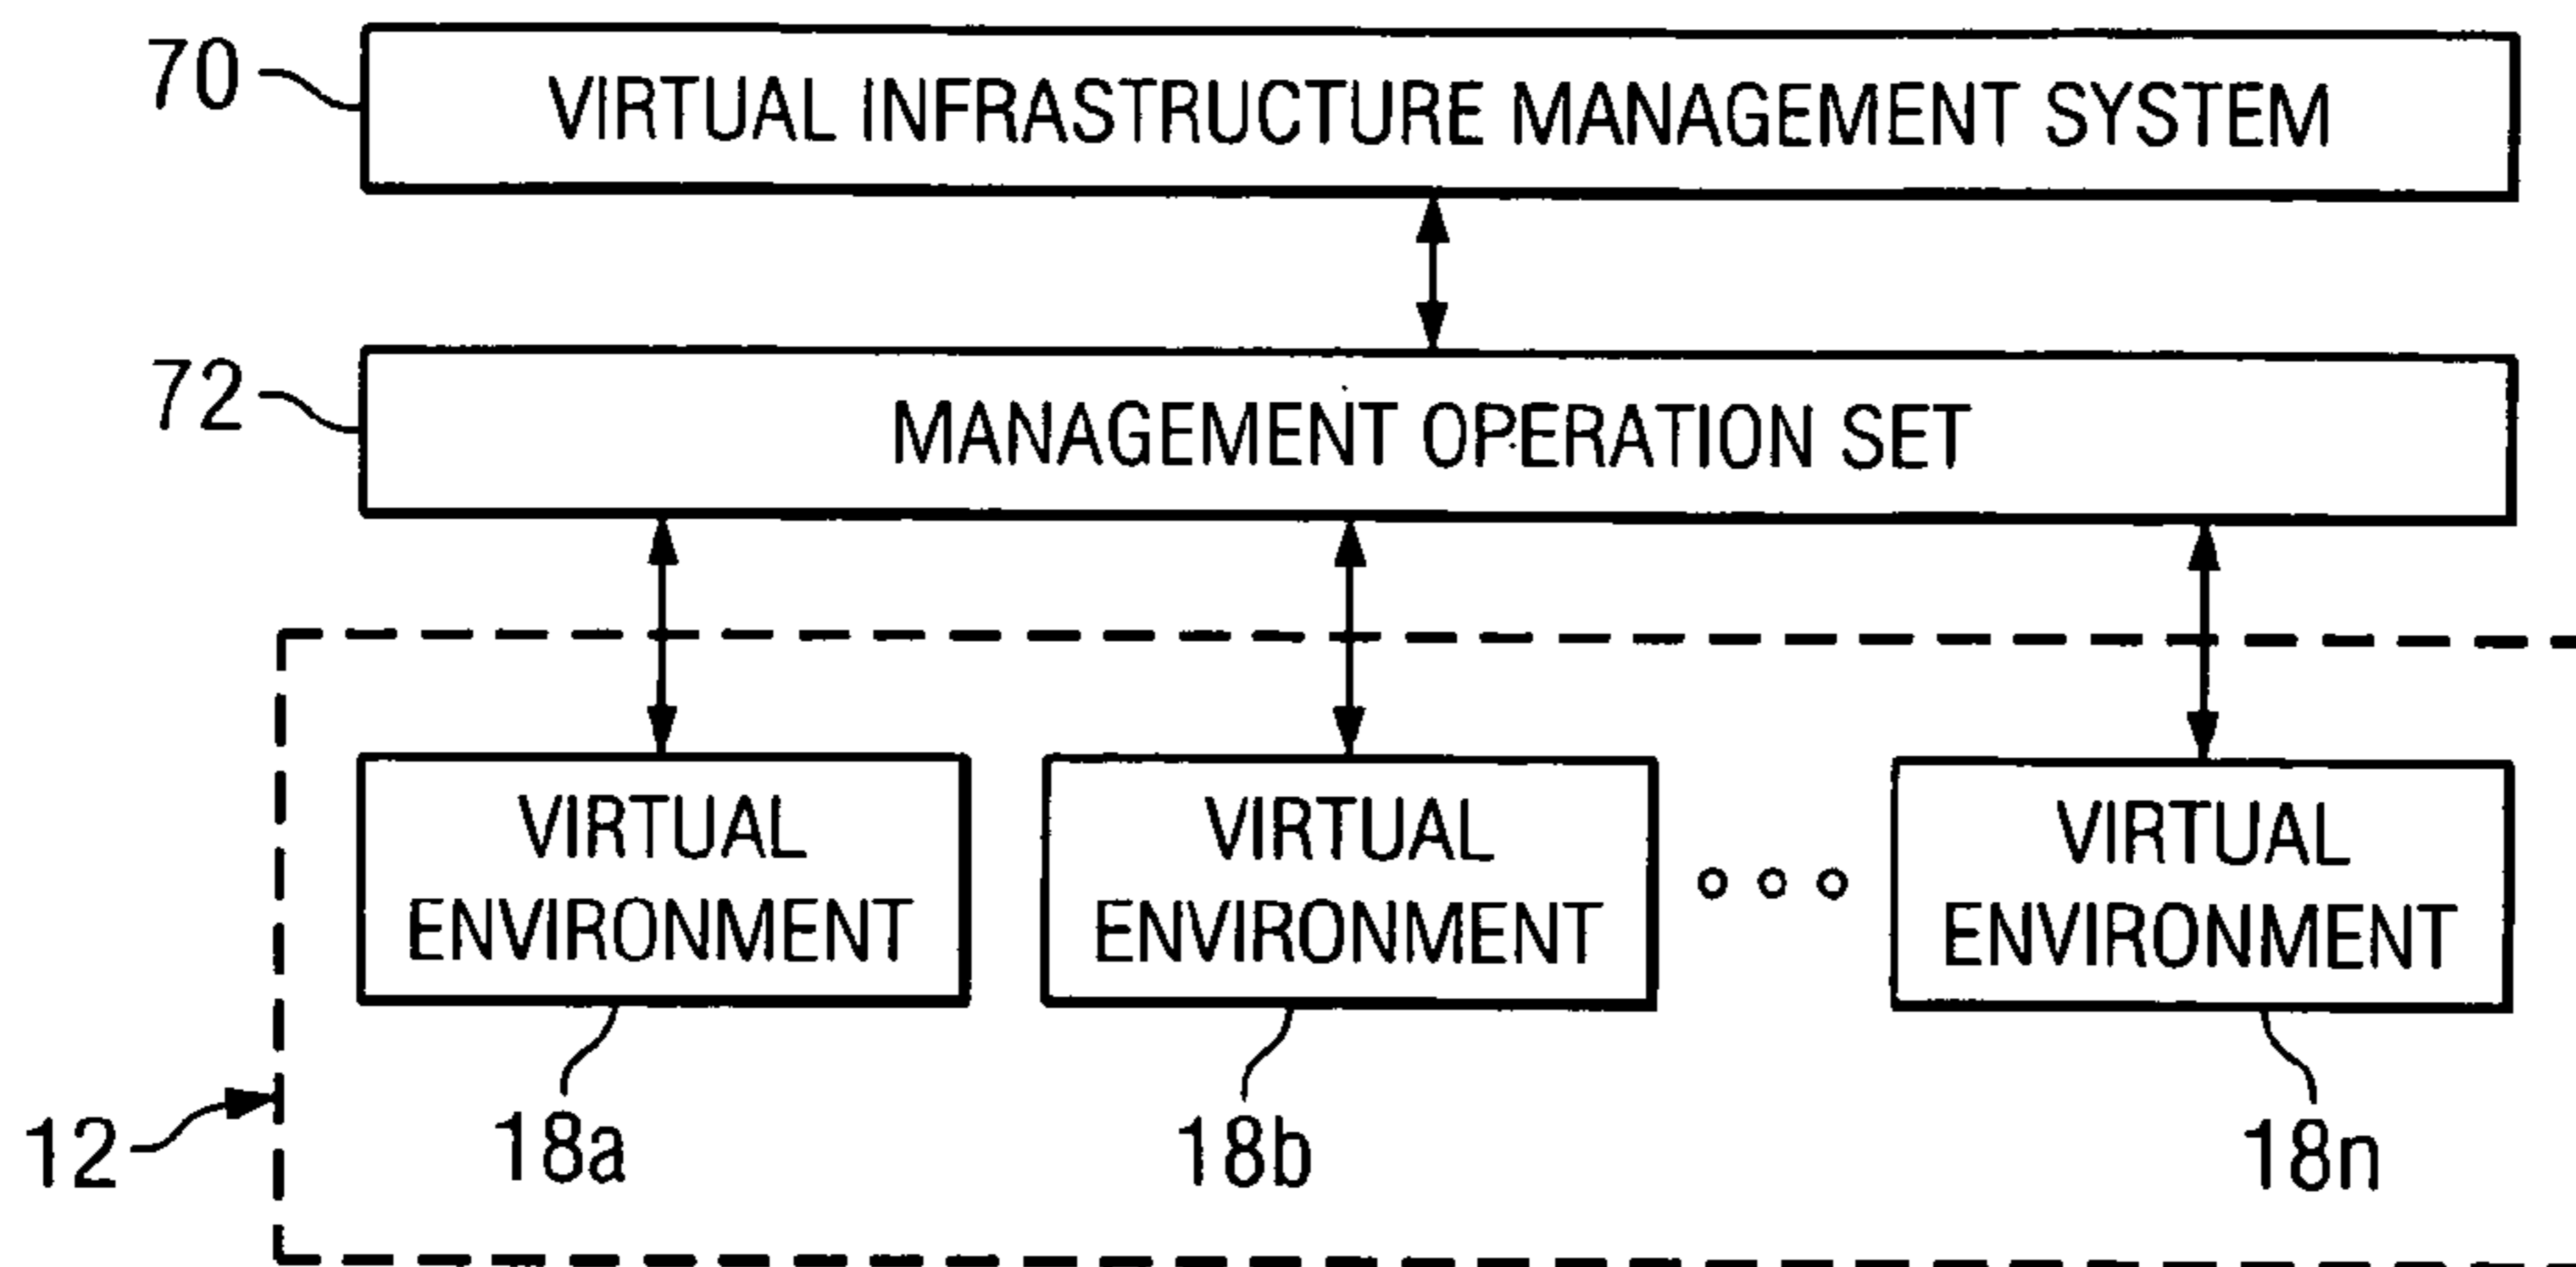 70
VIRTUAL INFRASTRUCTURE MANAGEMENT SYSTEM
72
MANAGEMENT OPERATION SET
VIRTUAL
ENVIRONMENT
VIRTUAL
ENVIRONMENT
VIRTUAL
ENVIRONMENT
12
18a
18b
18n